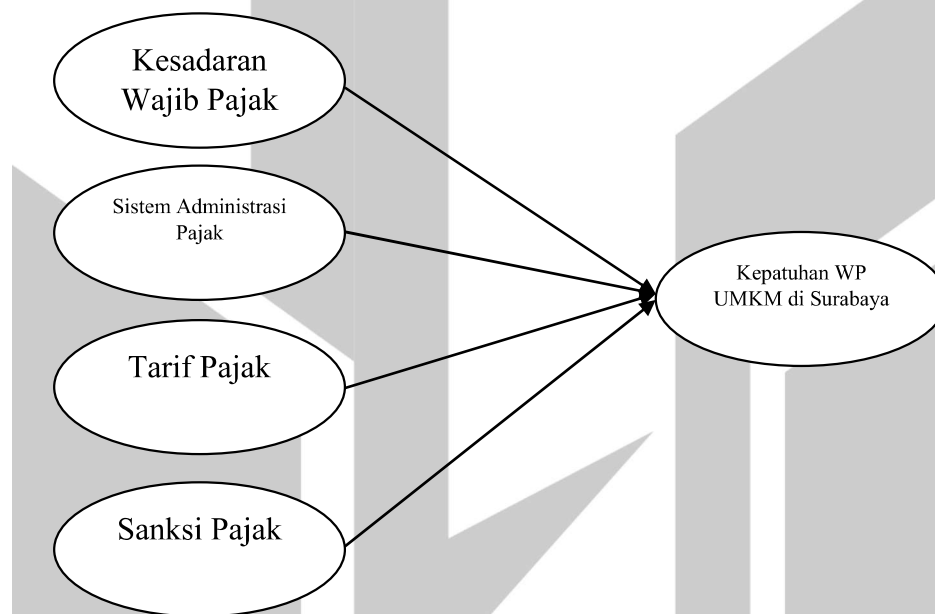 Kesadaran
Wajib Pajak
Sistem Administrasi
Pajak
Kepatuhan WP
UMKM di Surabaya
Tarif Pajak
Sanksi Pajak